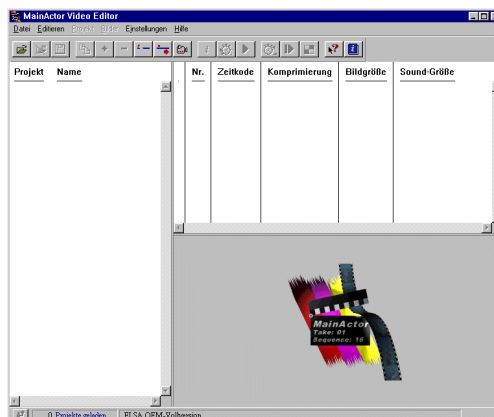 MainActor Video Editor
Datei Editieren Projekt Bilder Einstellungen Hilfe
Projekt Name Nr. Zeitkode Komprimierung Bildgröße Sound-Größe
MainActor
Take: 01
Sequence: 16
0 Projekte geladen ELSA OEM-Vollversion